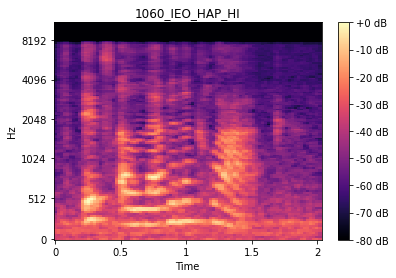 1060_IEO_HAP_HI
+0 dB
8192
-10 dB
-20 dB
4096
-30 dB
2048
Hz
-40 dB
1024
-50 dB
512
-60 dB
-70 dB
0
-80 dB
0 0.5 1 1.5 2
Time